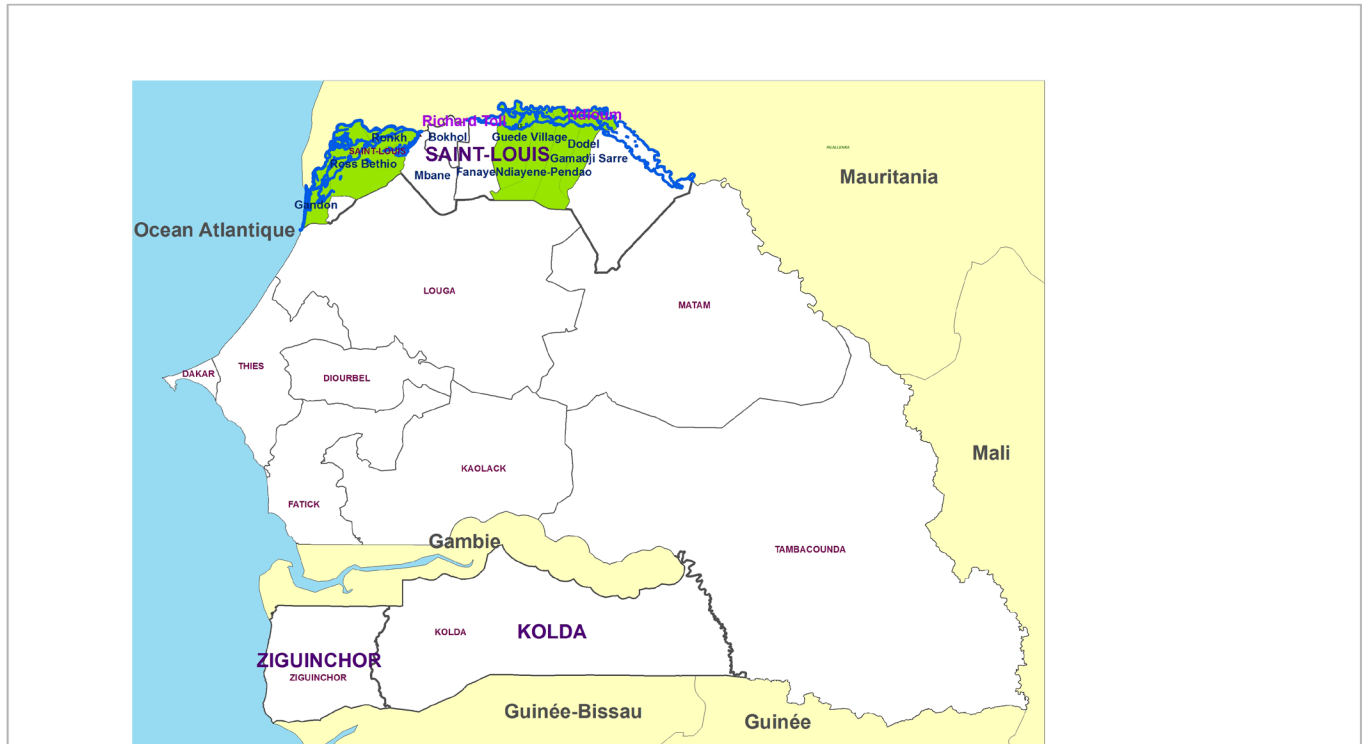 Richard Toll
Ndioum
Ronkh
Bokhol
Guede Village
SAINT-LOUIS
SAINT-LOUIS
Dodel
Gamadji Sarre
Ross Bethio
Mbane
Fanaye
Ndiayene-Pendao
Mauritania
Gandon
Ocean Atlantique
LOUGA
MATAM
DAKAR
THIES
DIOURBEL
Mali
KAOLACK
FATICK
Gambie
TAMBACOUNDA
KOLDA
KOLDA
ZIGUINCHOR
ZIGUINCHOR
Guinée-Bissau
Guinée